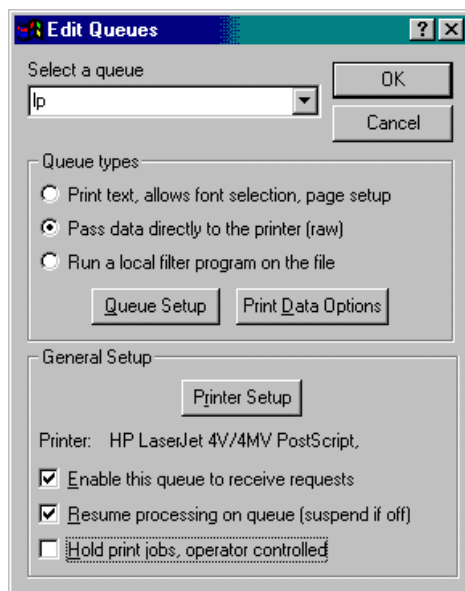 Edit Queues
Select a queue
lp
OK
Cancel
Queue types
Print text, allows font selection, page setup
Pass data directly to the printer (raw)
Run a local filter program on the file
Queue Setup Print Data Options
General Setup
Printer Setup
Printer: HP LaserJet 4V/4MV PostScript,
Enable this queue to receive requests
Resume processing on queue (suspend if off)
Hold print jobs, operator controlled